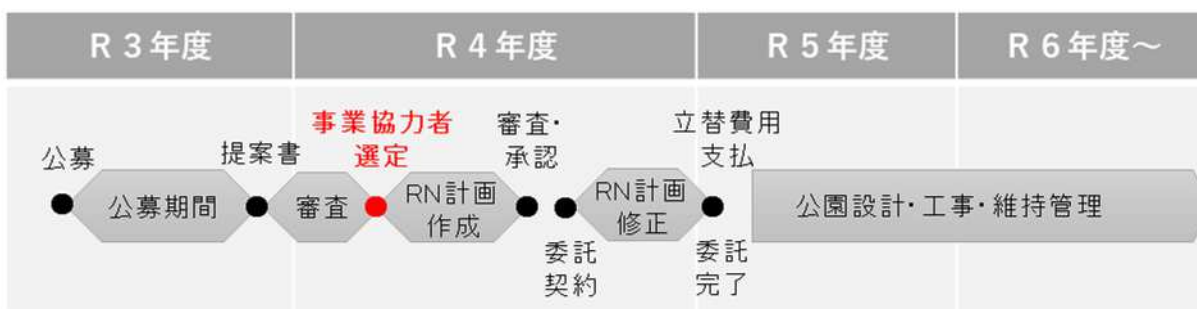 R3年度
R4年度
R5年度
R6年度～
公募
公募期間
提案書
審査
事業協力者
選定
RN計画
作成
審査・
承認
委託
契約
RN計画
修正
立替費用
支払
委託
完了
公園設計・工事・維持管理